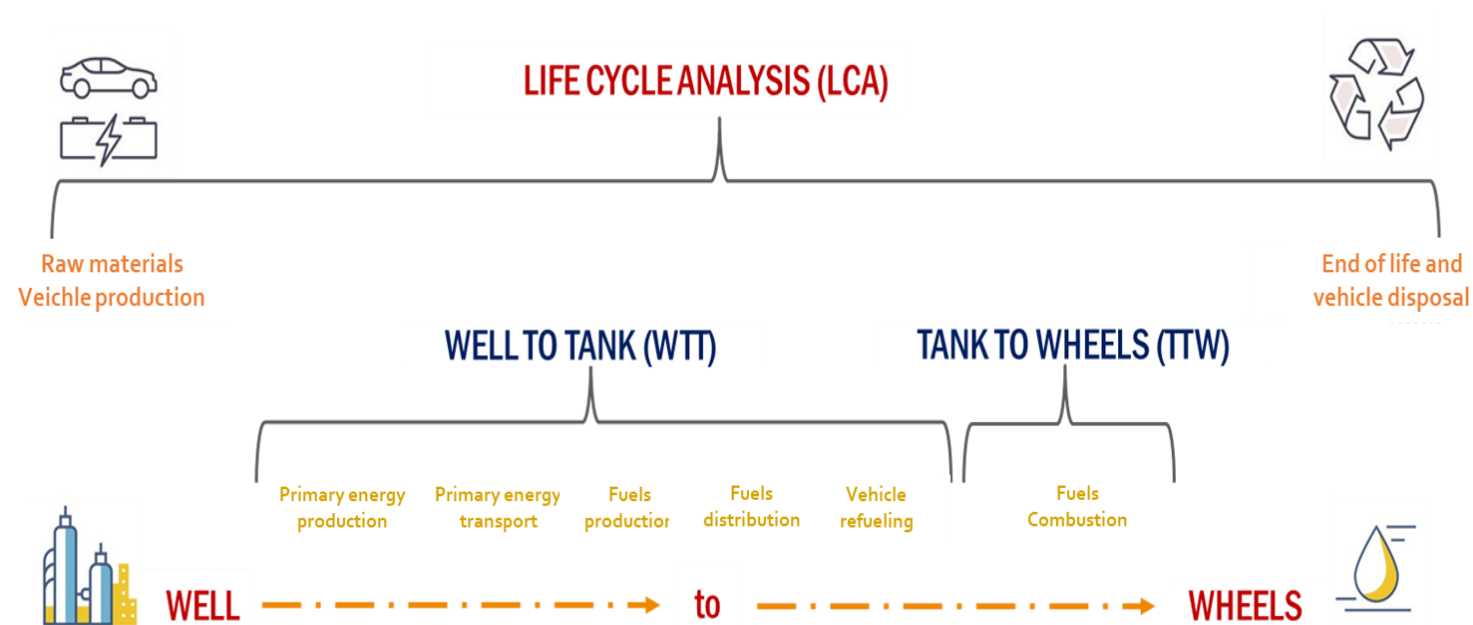 LIFE CYCLE ANALYSIS (LCA)
Raw materials
Veichle production
End of life and
vehicle disposal
WELL TO TANK (WTT)
TANK TO WHEELS (TTW)
Primary energy
production
Primary energy
transport
Fuels
production
Fuels
distribution
Vehicle
refueling
Fuels
Combustion
WELL to WHEELS